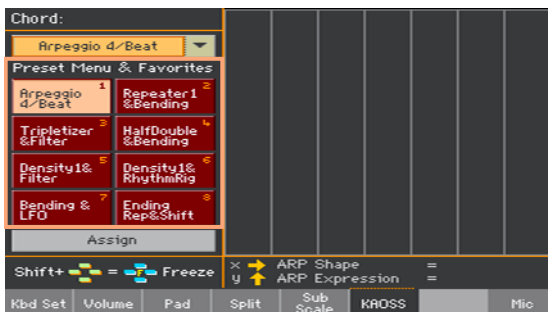 Chord:
Arpeggio 4/Beat
Preset Menu & Favorites
Arpeggio 4/Beat 1
Repeater1 &Bending 2
Tripletizer &Filter 3
HalfDouble &Bending 4
Density1& Filter 5
Density1& RhythmRig 6
Bending & LFO 7
Ending Rep&Shift 8
Assign
Shift+ = F Freeze
x ARP Shape =
y ARP Expression =
Kbd Set Volume Pad Split Sub Scale KAOSS Mic